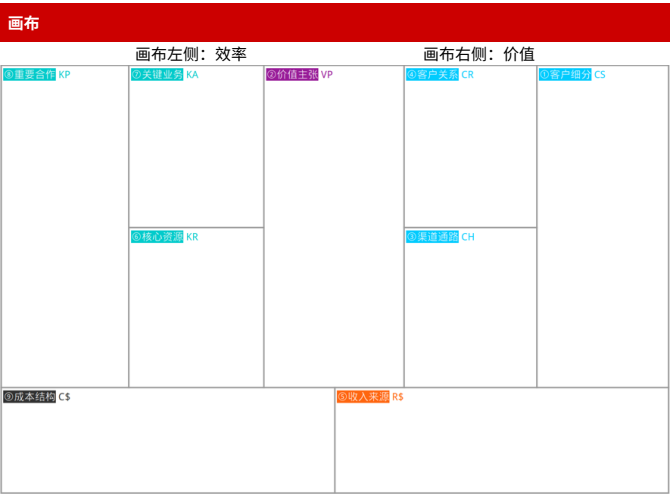 画布
画布左侧：效率
画布右侧：价值
⑧重要合作 KP
⑦关键业务 KA
②价值主张 VP
④客户关系 CR
①客户细分 CS
⑥核心资源 KR
③渠道通路 CH
⑨成本结构 C$
⑤收入来源 R$